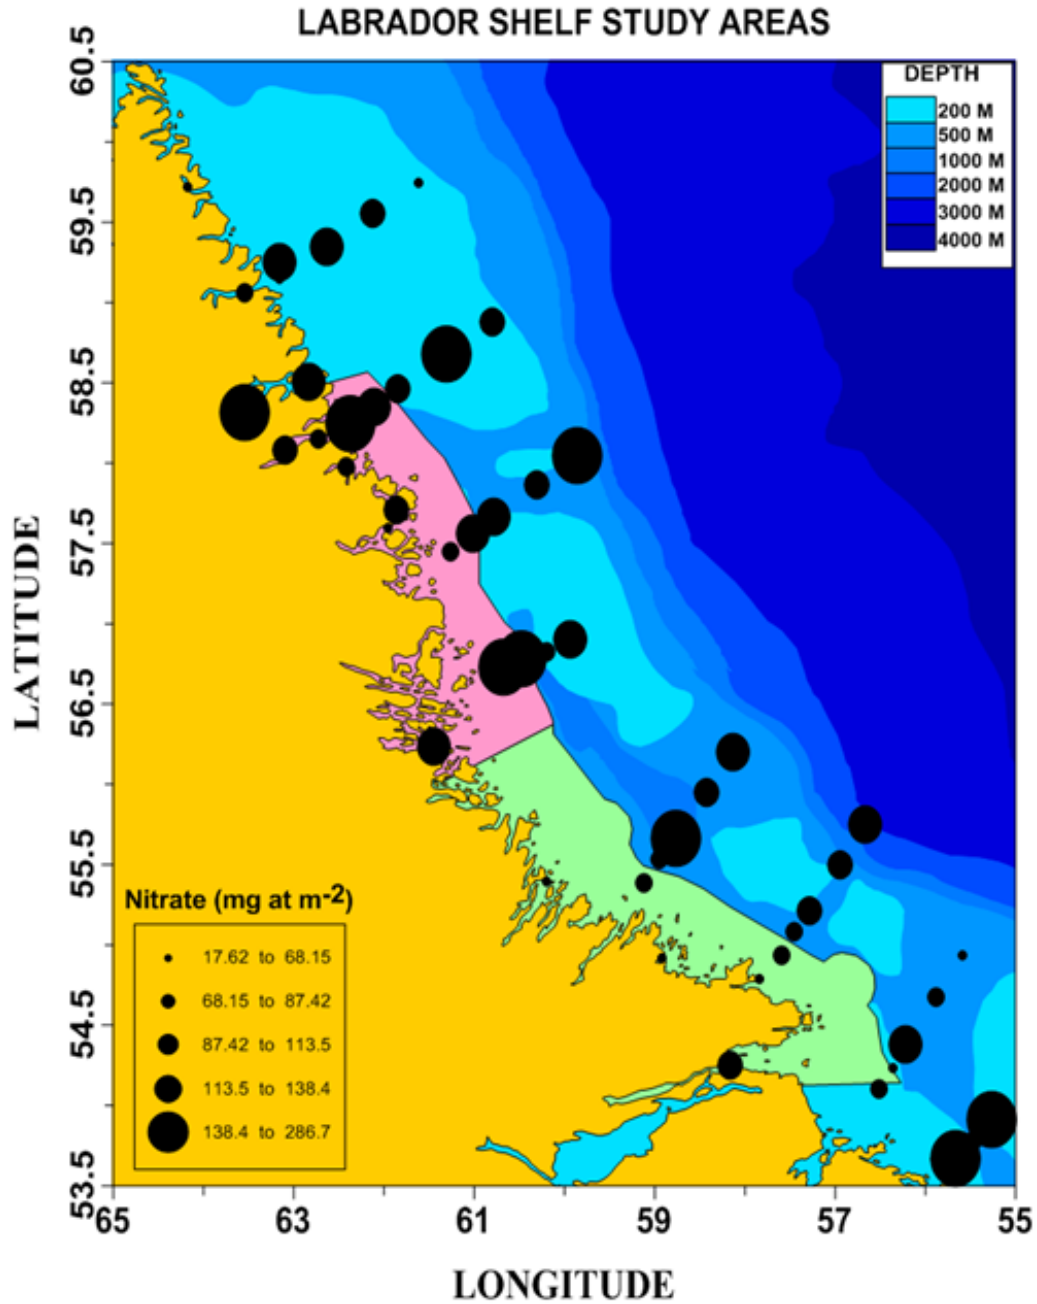 LABRADOR SHELF STUDY AREAS
60.5
59.5
58.5
57.5
56.5
55.5
54.5
53.5
LATITUDE
DEPTH
200 M
500 M
1000 M
2000 M
3000 M
4000 M
Nitrate (mg at m-2)
17.62 to 68.15
68.15 to 87.42
87.42 to 113.5
113.5 to 138.4
138.4 to 286.7
65 63 61 59 57 55
LONGITUDE